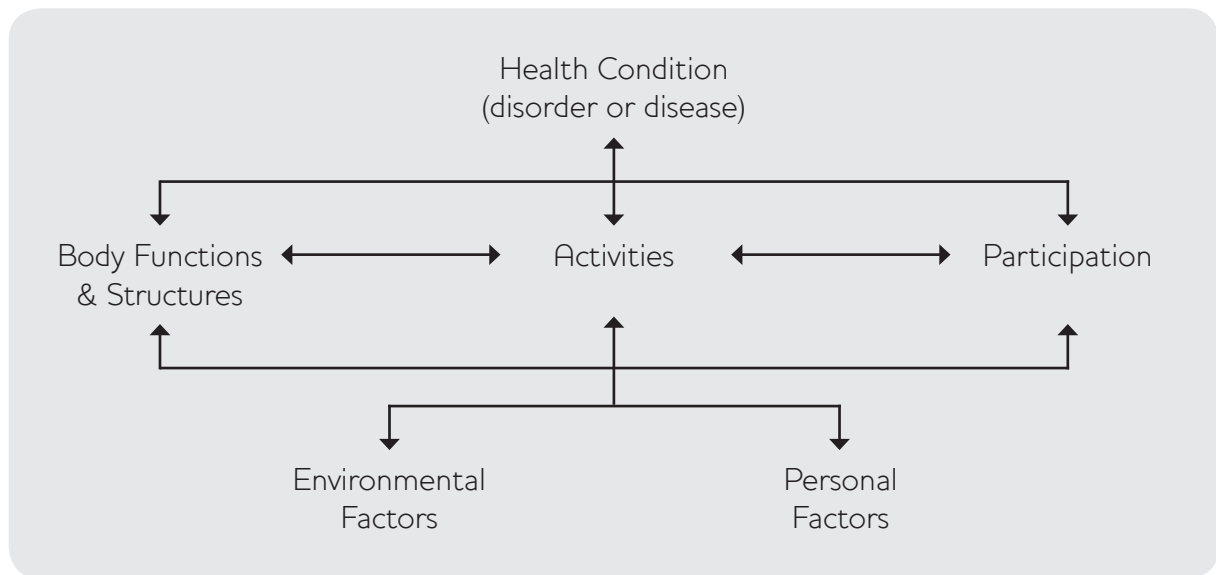 Health Condition
(disorder or disease)
Body Functions
& Structures
Activities
Participation
Environmental
Factors
Personal
Factors